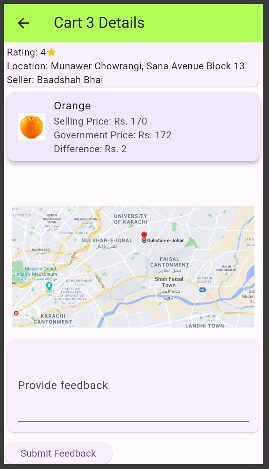 Cart 3 Details
Rating: 4
Location: Munawer Chowrangi, Sana Avenue Block 13
Seller: Baadshah Bhai
Orange
Selling Price: Rs. 170
Government Price: Rs. 172
Difference: Rs. 2
UNIVERSITY
OF KARACHI
NORTH
NAZIMABAD
GULSHAN-E-IQBAL
Gulistan-e-Johar
FAISAL
CANTONMENT
Shah Faisal
Town
KARACHI
CANTONMENT
LANDHI TOWN
Provide feedback
Submit Feedback